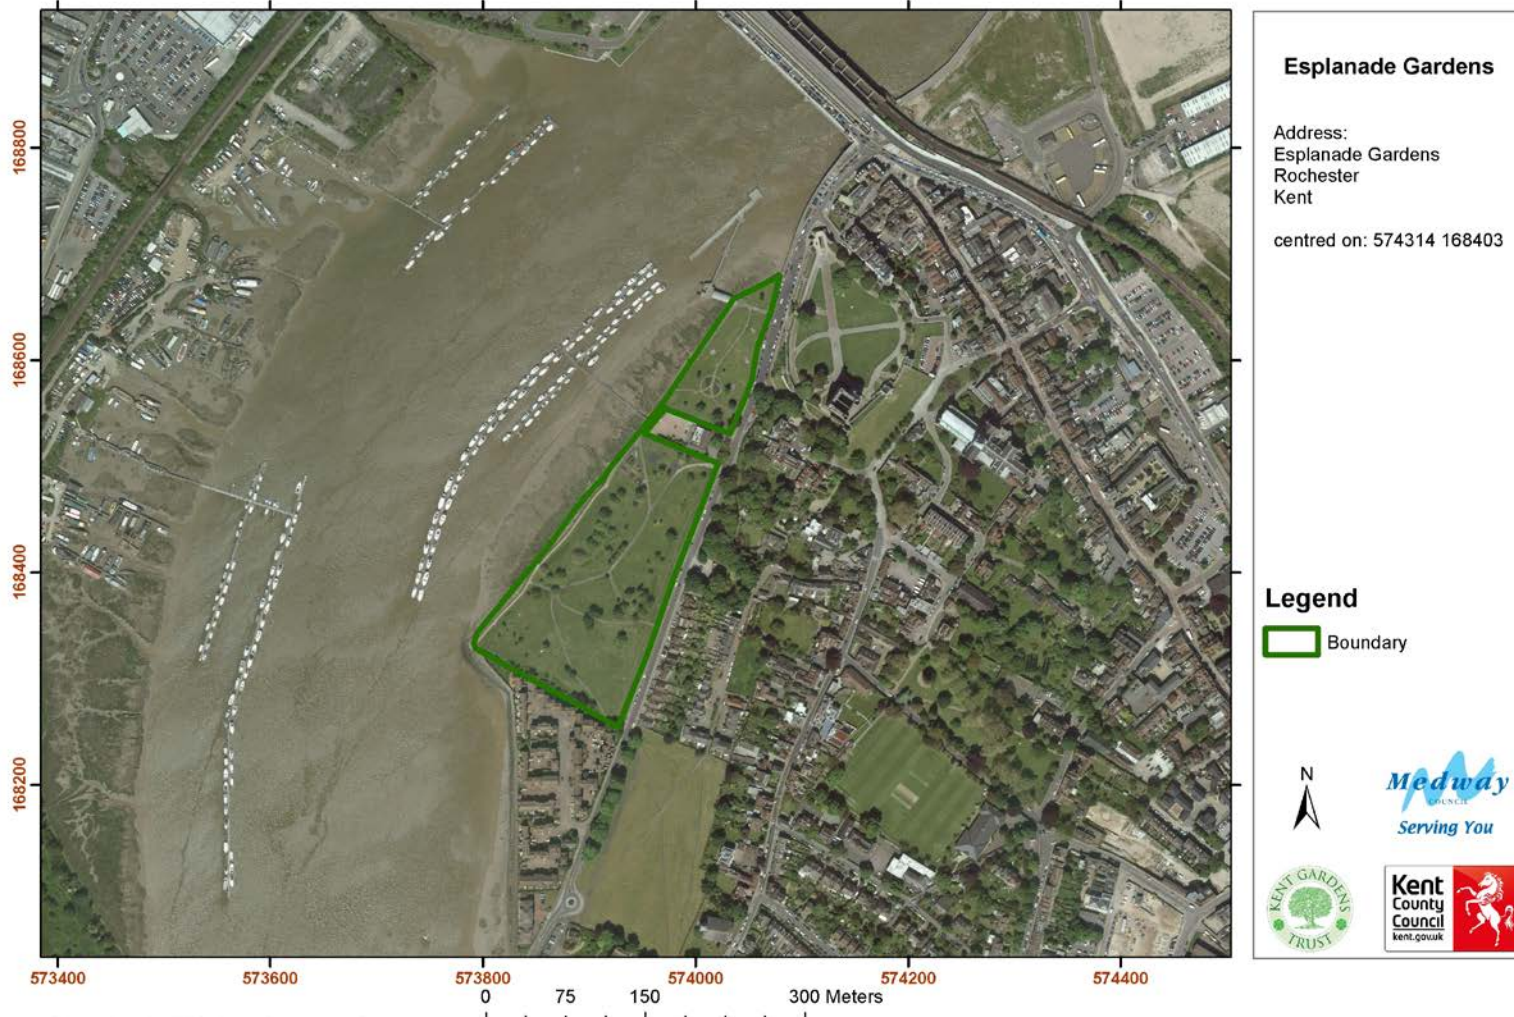 Esplanade Gardens
Address:
Esplanade Gardens
Rochester
Kent
centred on: 574314 168403
Legend
Boundary
N
Medway
COUNCIL
Serving You
KENT GARDENS
TRUST
Kent
County
Council
kent.gov.uk
168800
168600
168400
168200
573400
573600
573800
574000
574200
574400
0
75
150
300 Meters